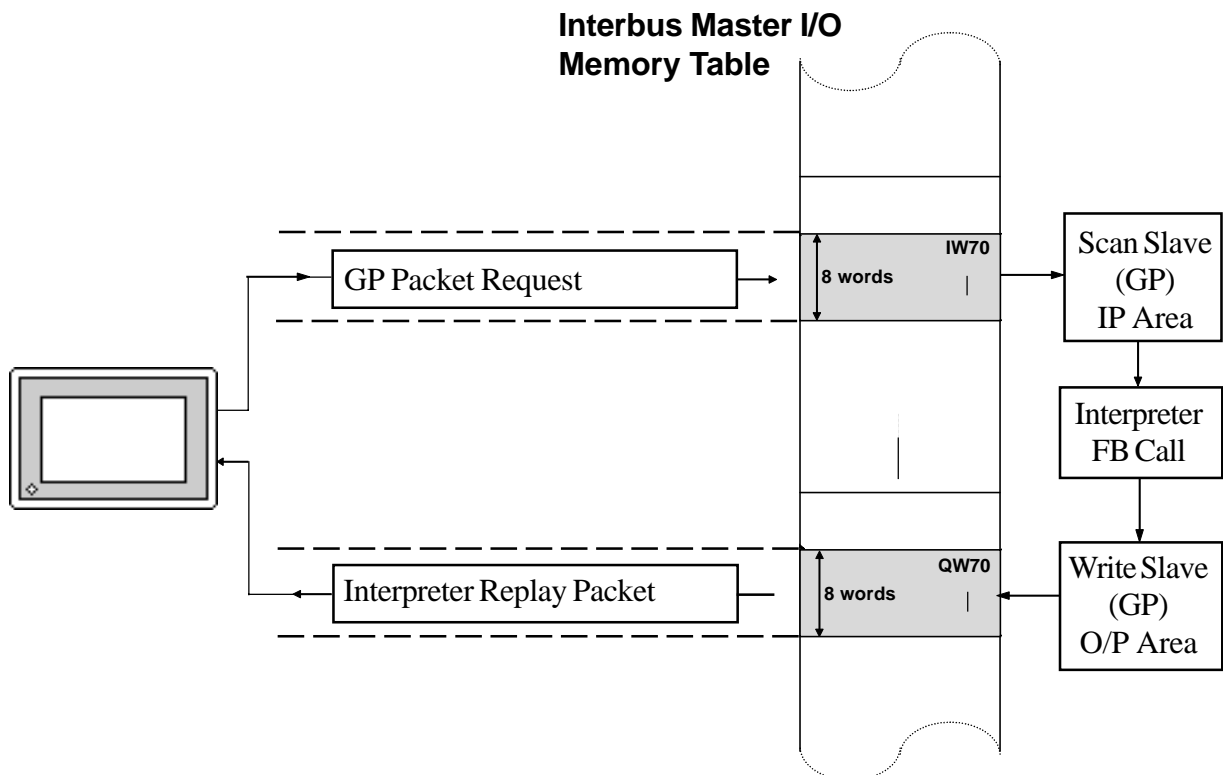 Interbus Master I/O
Memory Table
GP Packet Request
IW70
8 words
Scan Slave
(GP)
IP Area
Interpreter
FB Call
Interpreter Replay Packet
QW70
8 words
Write Slave
(GP)
O/P Area